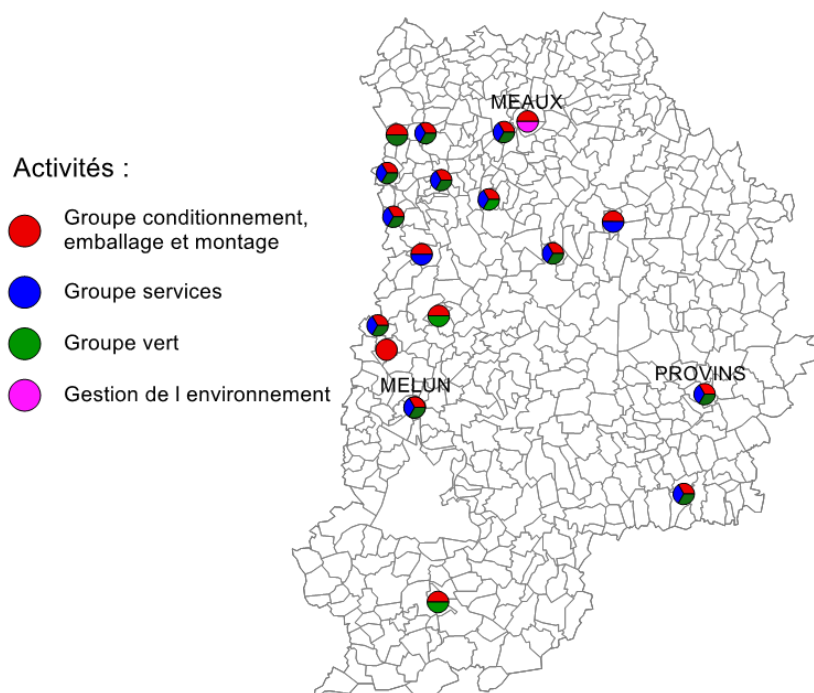 MEAUX
Activités :
Groupe conditionnement,
emballage et montage
Groupe services
Groupe vert
Gestion de l environnement
PROVINS
MELUN